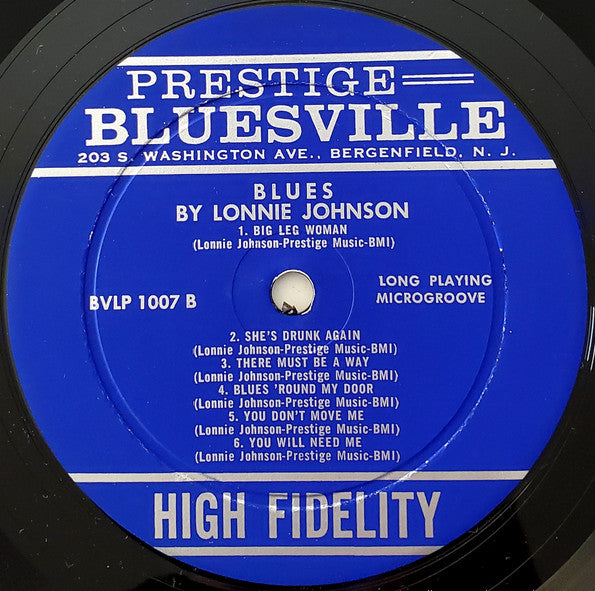 PRESTIGE
BLUESVILLE
203 S. WASHINGTON AVE., BERGENFIELD, N. J.
BLUES
BY LONNIE JOHNSON
1. BIG LEG WOMAN
(Lonnie Johnson-Prestige Music-BMI)
BVLP 1007 B
LONG PLAYING
MICROGROOVE
2. SHE'S DRUNK AGAIN
(Lonnie Johnson-Prestige Music-BMI)
3. THERE MUST BE A WAY
(Lonnie Johnson-Prestige Music-BMI)
4. BLUES 'ROUND MY DOOR
(Lonnie Johnson-Prestige Music-BMI)
5. YOU DON'T MOVE ME
(Lonnie Johnson-Prestige Music-BMI)
6. YOU WILL NEED ME
(Lonnie Johnson-Prestige Music-BMI)
HIGH FIDELITY